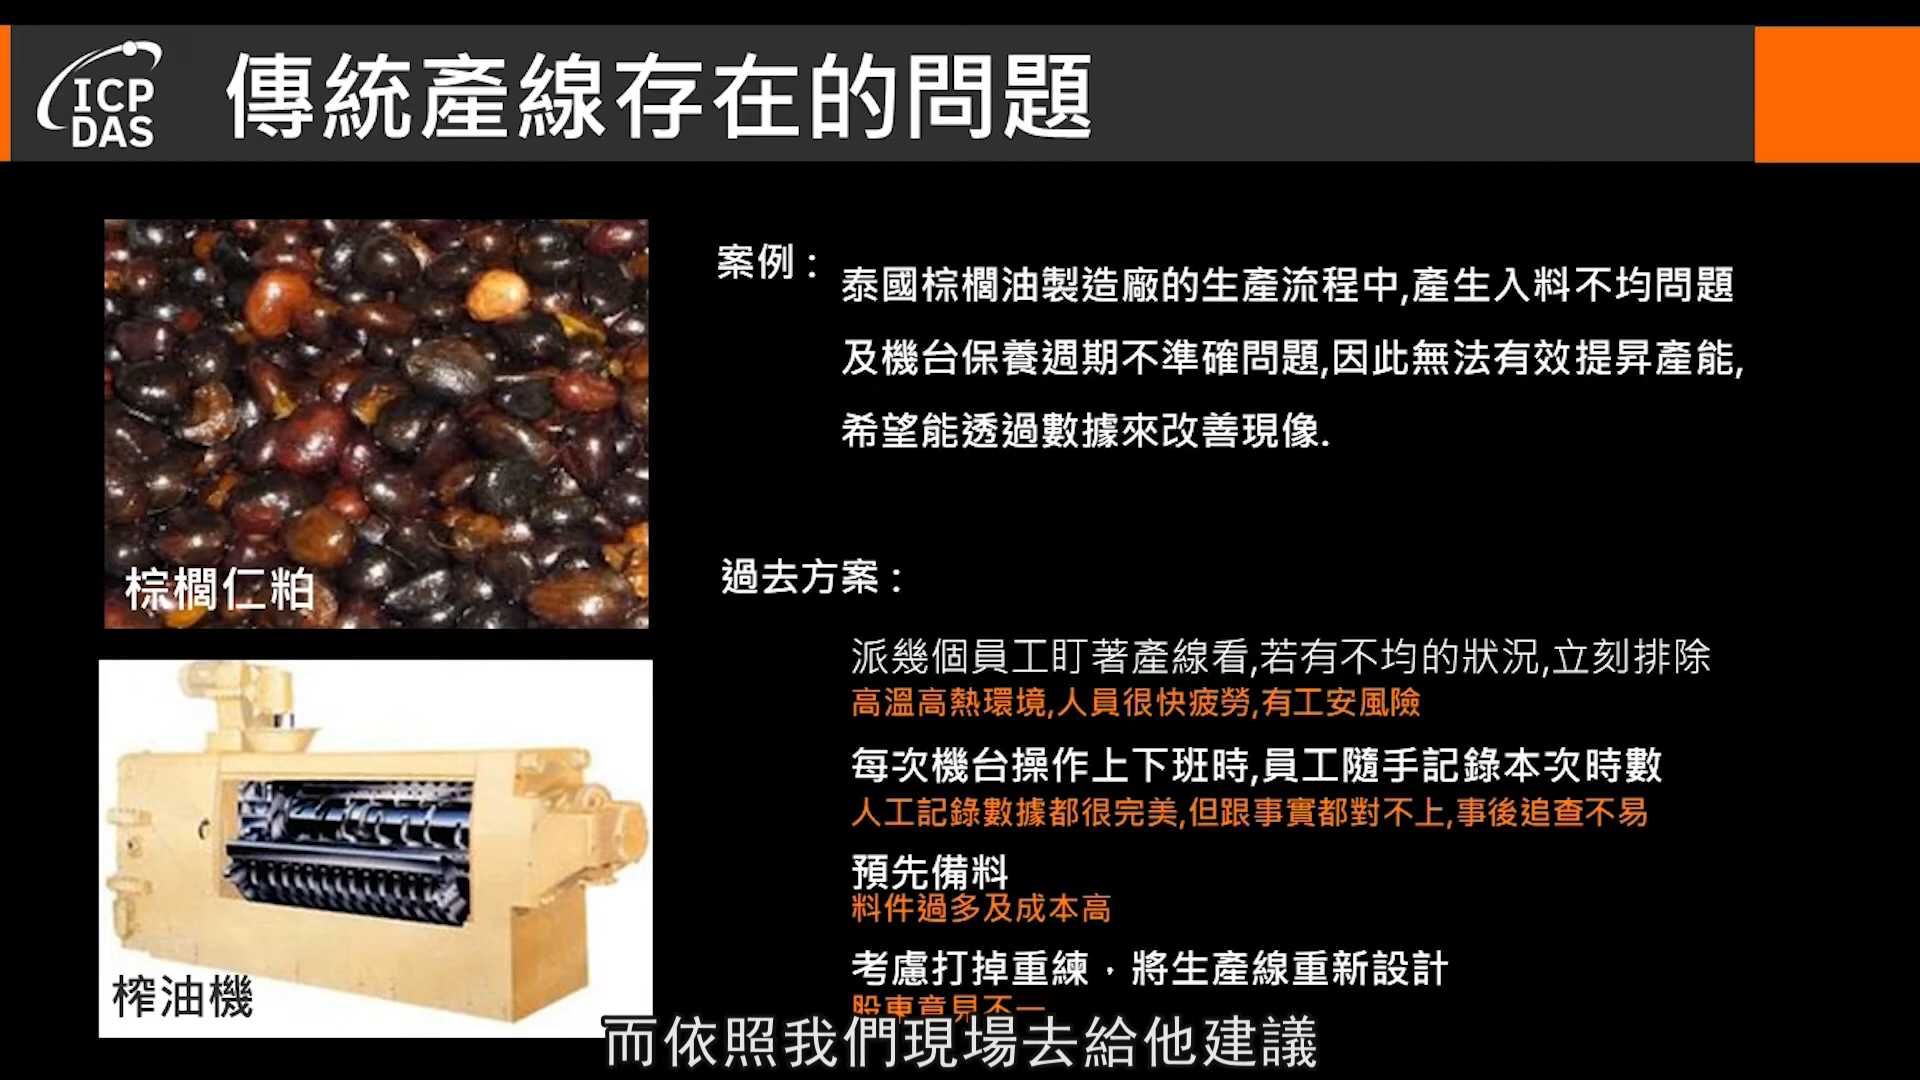 ICP
DAS
傳統產線存在的問題
案例：
泰國棕櫚油製造廠的生產流程中,產生入料不均問題
及機台保養週期不準確問題,因此無法有效提昇產能,
希望能透過數據來改善現像.
棕櫚仁粕
過去方案：
派幾個員工盯著產線看,若有不均的狀況,立刻排除
高溫高熱環境,人員很快疲勞,有工安風險
每次機台操作上下班時,員工隨手記錄本次時數
人工記錄數據都很完美,但跟事實都對不上,事後追查不易
預先備料
料件過多及成本高
考慮打掉重練，將生產線重新設計
股東意見不一
榨油機
而依照我們現場去給他建議